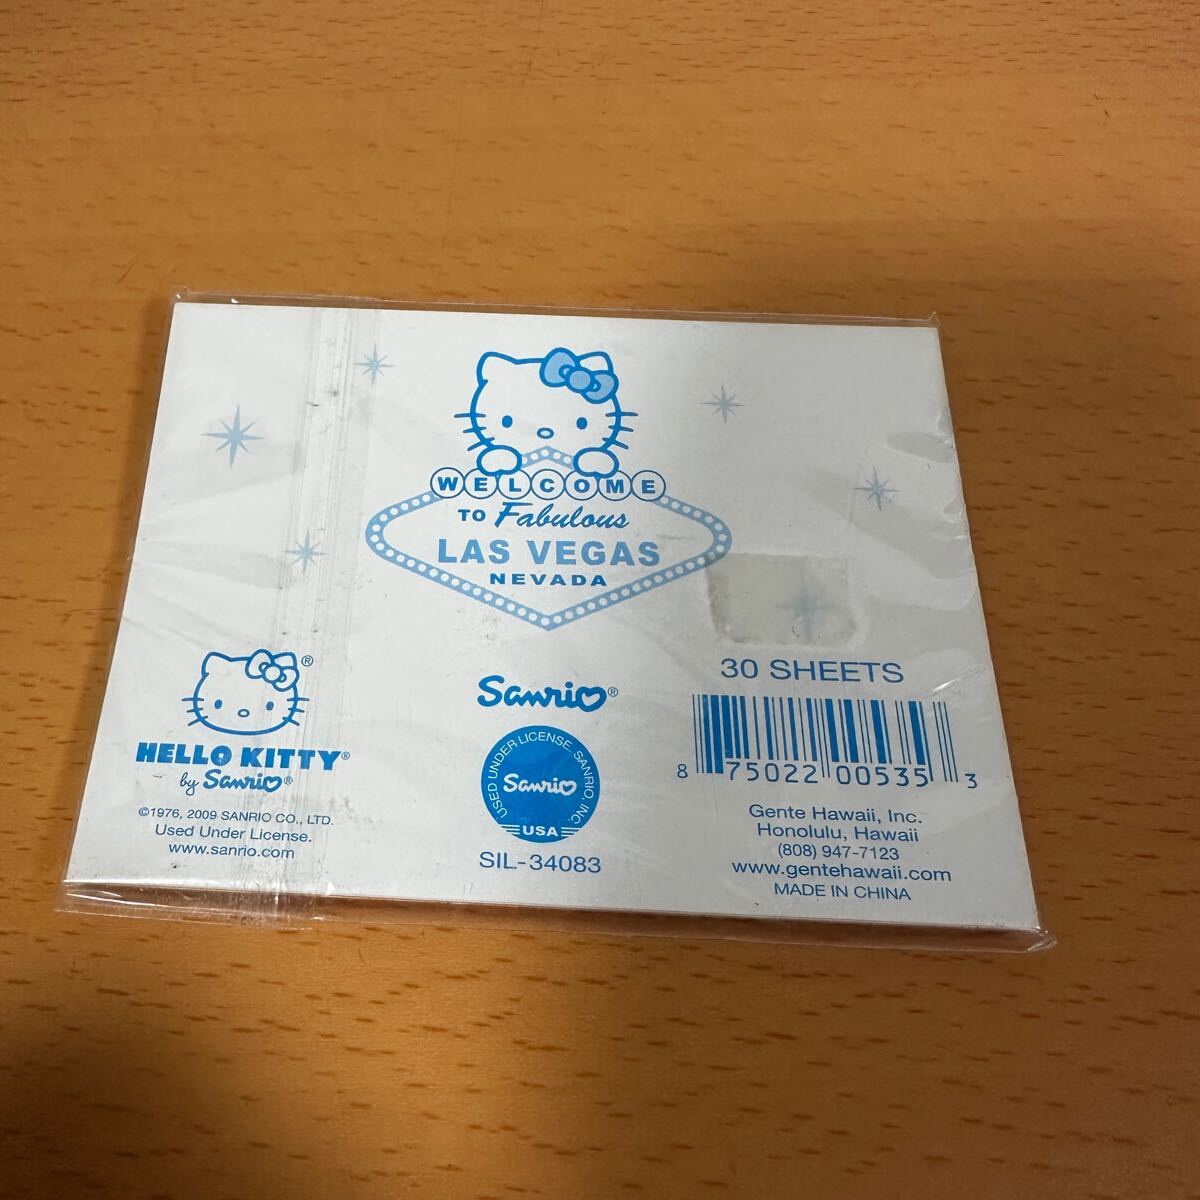 WELCOME
TO Fabulous
LAS VEGAS
NEVADA
®
HELLO KITTY®
by Sanrio®
©1976, 2009 SANRIO CO., LTD.
Used Under License.
www.sanrio.com
Sanrio®
USED UNDER LICENSE. SANRIO, INC.
Sanrio
USA
SIL-34083
30 SHEETS
8 75022 00535 3
Gente Hawaii, Inc.
Honolulu, Hawaii
(808) 947-7123
www.gentehawaii.com
MADE IN CHINA